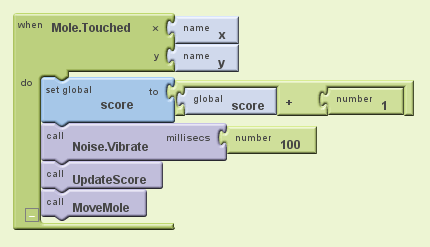 when Mole.Touched x name x
y name y
do
set global score to global score + number 1
call Noise.Vibrate millisecs number 100
call UpdateScore
call MoveMole